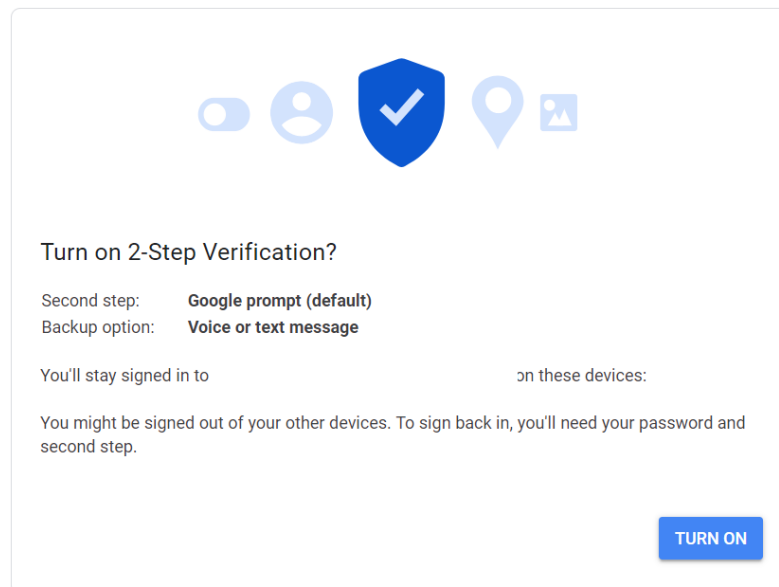 Turn on 2-Step Verification?
Second step: Google prompt (default)
Backup option: Voice or text message
You'll stay signed in to on these devices:
You might be signed out of your other devices. To sign back in, you'll need your password and
second step.
TURN ON